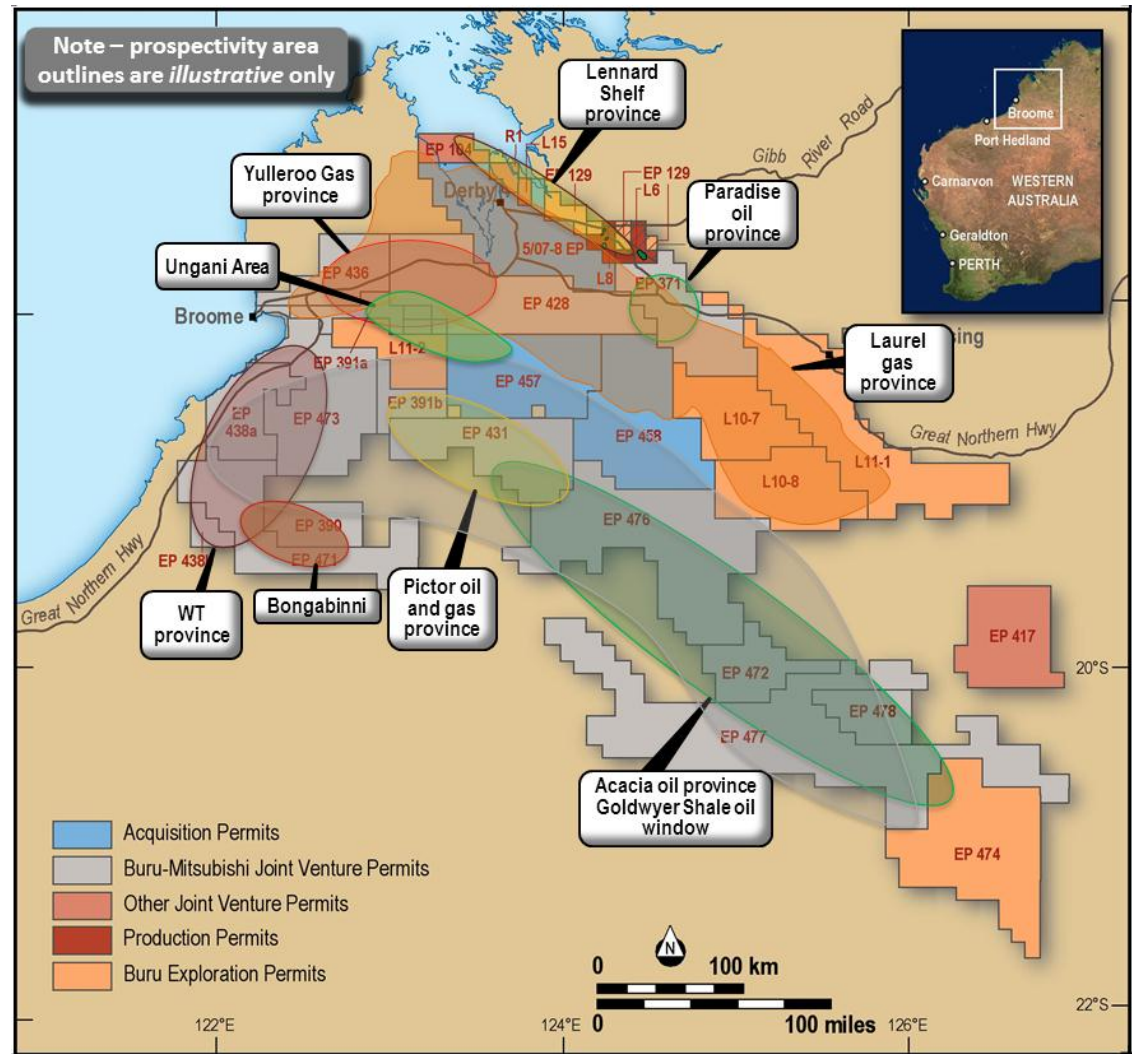 Note – prospectivity area
outlines are illustrative only
Lennard
Shelf
province
Broome
Port Hedland
Carnarvon
WESTERN
AUSTRALIA
Geraldton
PERTH
Gibb River Road
R1
L15
EP 104
EP 129
EP 129
L6
Derby
Yulleroo Gas
province
Paradise
oil
province
5/07-8 EP
L8
EP 371
Ungani Area
EP 436
EP 428
Broome
EP 391a
L11-2
Laurel
gas
province
sing
EP 457
EP 391b
EP
438a
EP 473
EP 431
EP 458
L10-7
Great Northern Hwy
L11-1
L10-8
EP 390
EP 476
EP 438
EP 471
Great Northern Hwy
WT
province
Bongabinni
Pictor oil
and gas
province
EP 417
20°S
EP 472
EP 478
EP 477
Acacia oil province
Goldwyer Shale oil
window
EP 474
Acquisition Permits
Buru-Mitsubishi Joint Venture Permits
Other Joint Venture Permits
Production Permits
Buru Exploration Permits
N
0 100 km
0 100 miles
122°E
124°E
126°E
22°S